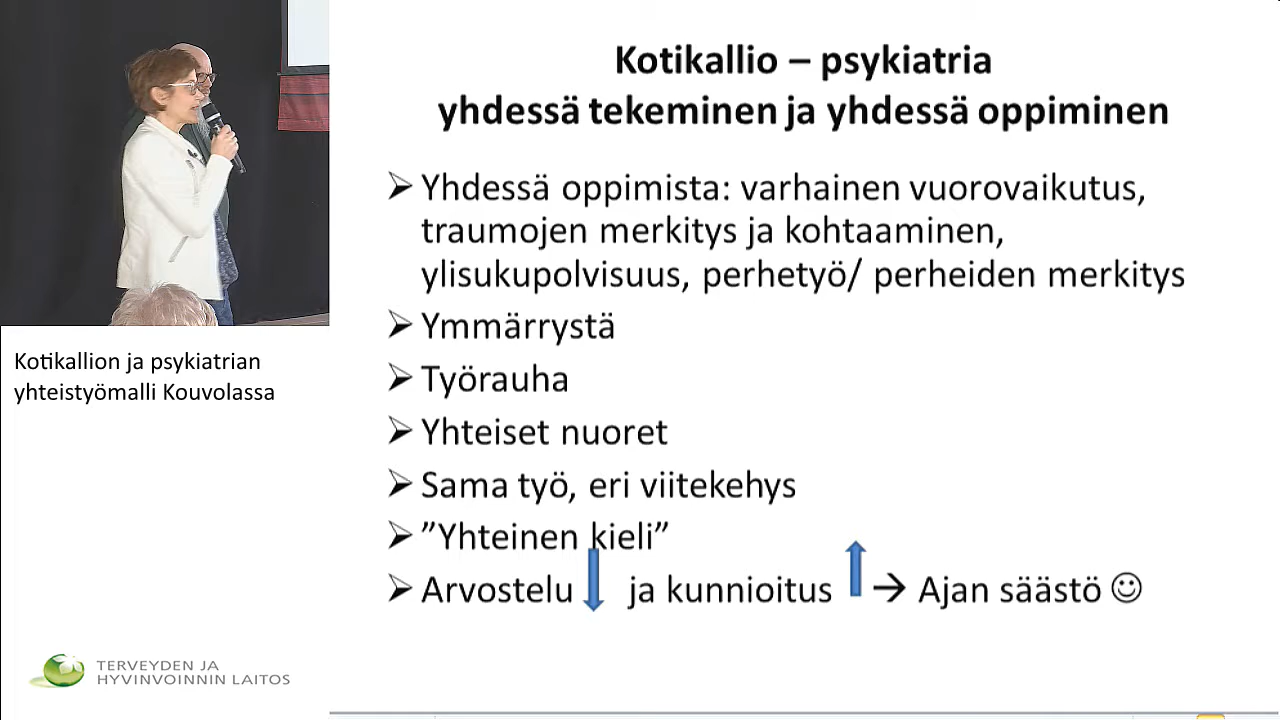 Kotikallio – psykiatria
yhdessä tekeminen ja yhdessä oppiminen
Yhdessä oppimista: varhainen vuorovaikutus,
traumojen merkitys ja kohtaaminen,
ylisukupolvisuus, perhetyö/ perheiden merkitys
Ymmärrystä
Työrauha
Yhteiset nuoret
Sama työ, eri viitekehys
”Yhteinen kieli”
Arvostelu ja kunnioitus → Ajan säästö ☺
Kotikallion ja psykiatrian
yhteistyömalli Kouvolassa
TERVEYDEN JA
HYVINVOINNIN LAITOS